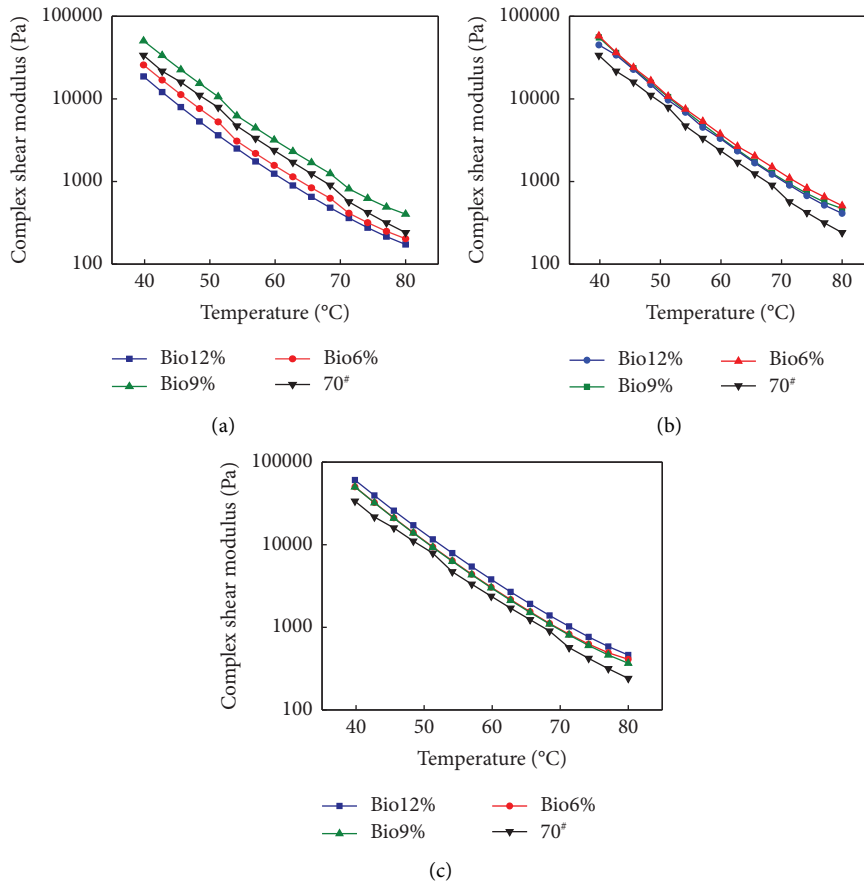 Complex shear modulus (Pa)
100000
10000
1000
100
40 50 60 70 80
Temperature (°C)
Bio12% Bio6%
Bio9% 70#
(a)
Complex shear modulus (Pa)
100000
10000
1000
100
40 50 60 70 80
Temperature (°C)
Bio12% Bio6%
Bio9% 70#
(b)
Complex shear modulus (Pa)
100000
10000
1000
100
40 50 60 70 80
Temperature (°C)
Bio12% Bio6%
Bio9% 70#
(c)